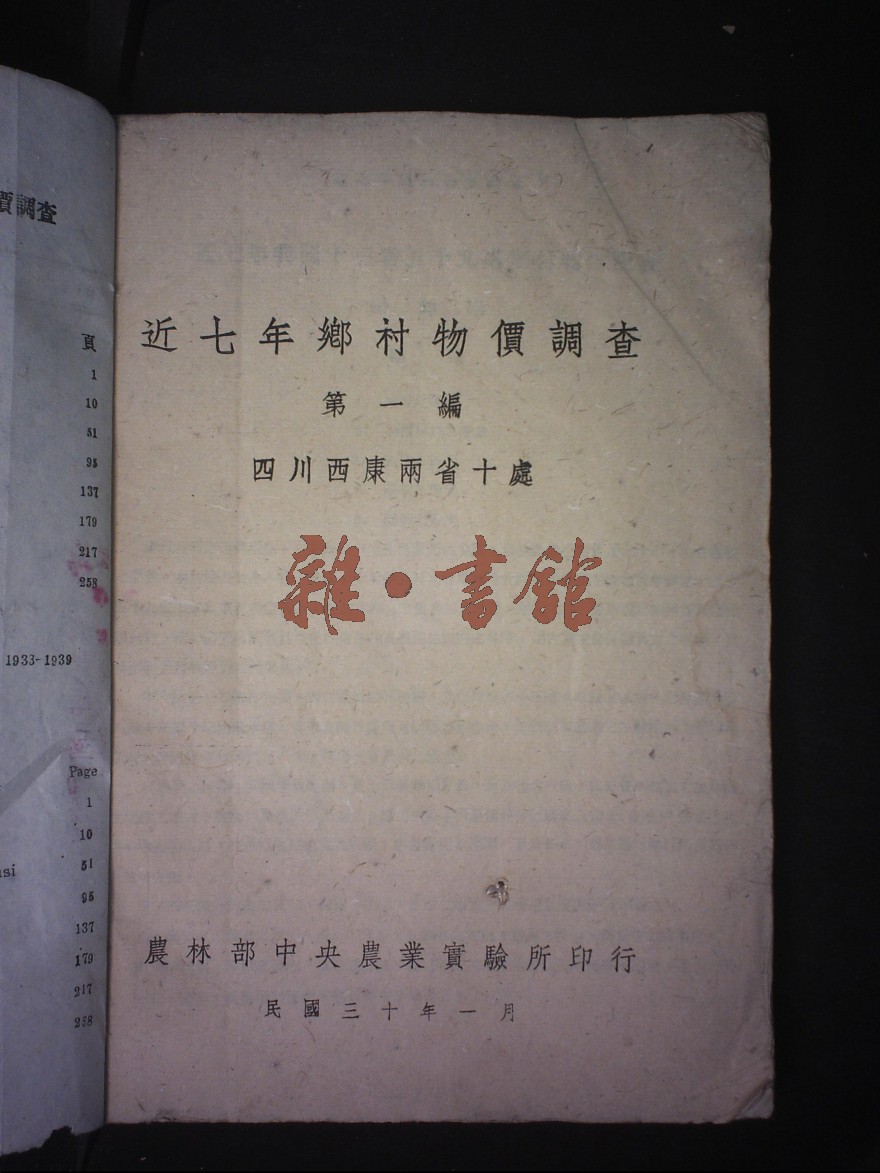 價調查
頁
1
10
51
95
137
179
217
258
1933-1939
Page
1
10
51
95
137
179
217
258
近七年鄉村物價調查
第一編
四川西康兩省十處
雜·書館
農林部中央農業實驗所印行
民國三十年一月